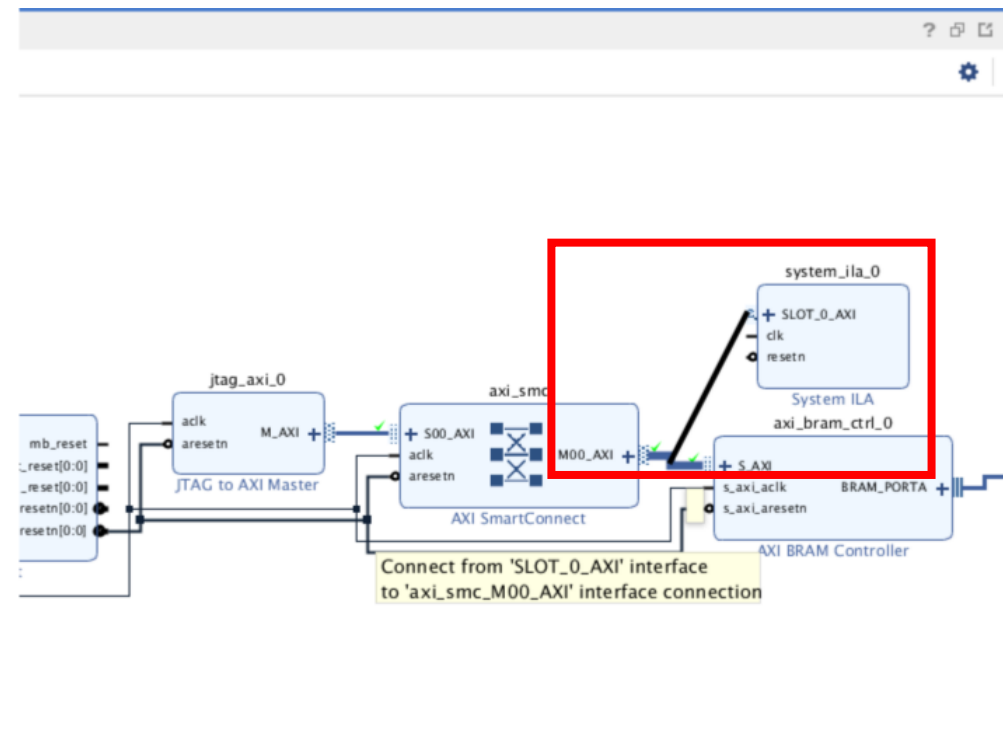 ?
system_ila_0
SLOT_0_AXI
clk
resetn
System ILA
jtag_axi_0
aclk
aresetn
M_AXI
JTAG to AXI Master
axi_smc
S00_AXI
aclk
aresetn
M00_AXI
AXI SmartConnect
axi_bram_ctrl_0
S_AXI
s_axi_aclk
s_axi_aresetn
BRAM_PORTA
AXI BRAM Controller
mb_reset
_reset[0:0]
_reset[0:0]
resetn[0:0]
resetn[0:0]
Connect from 'SLOT_0_AXI' interface
to 'axi_smc_M00_AXI' interface connection